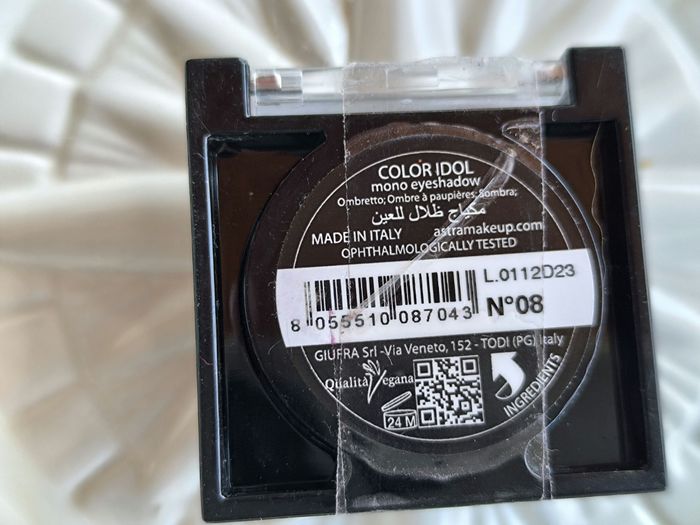 COLOR IDOL
mono eyeshadow
Ombretto; Ombre à paupières; Sombra;
مكياج ظلال للعين
MADE IN ITALY astramakeup.com
OPHTHALMOLOGICALLY TESTED
L.0112D23
8 055510 087043 N°08
GIUFRA Srl -Via Veneto, 152 - TODI (PG) Italy
Qualità Vegana
24 M
INGREDIENTS